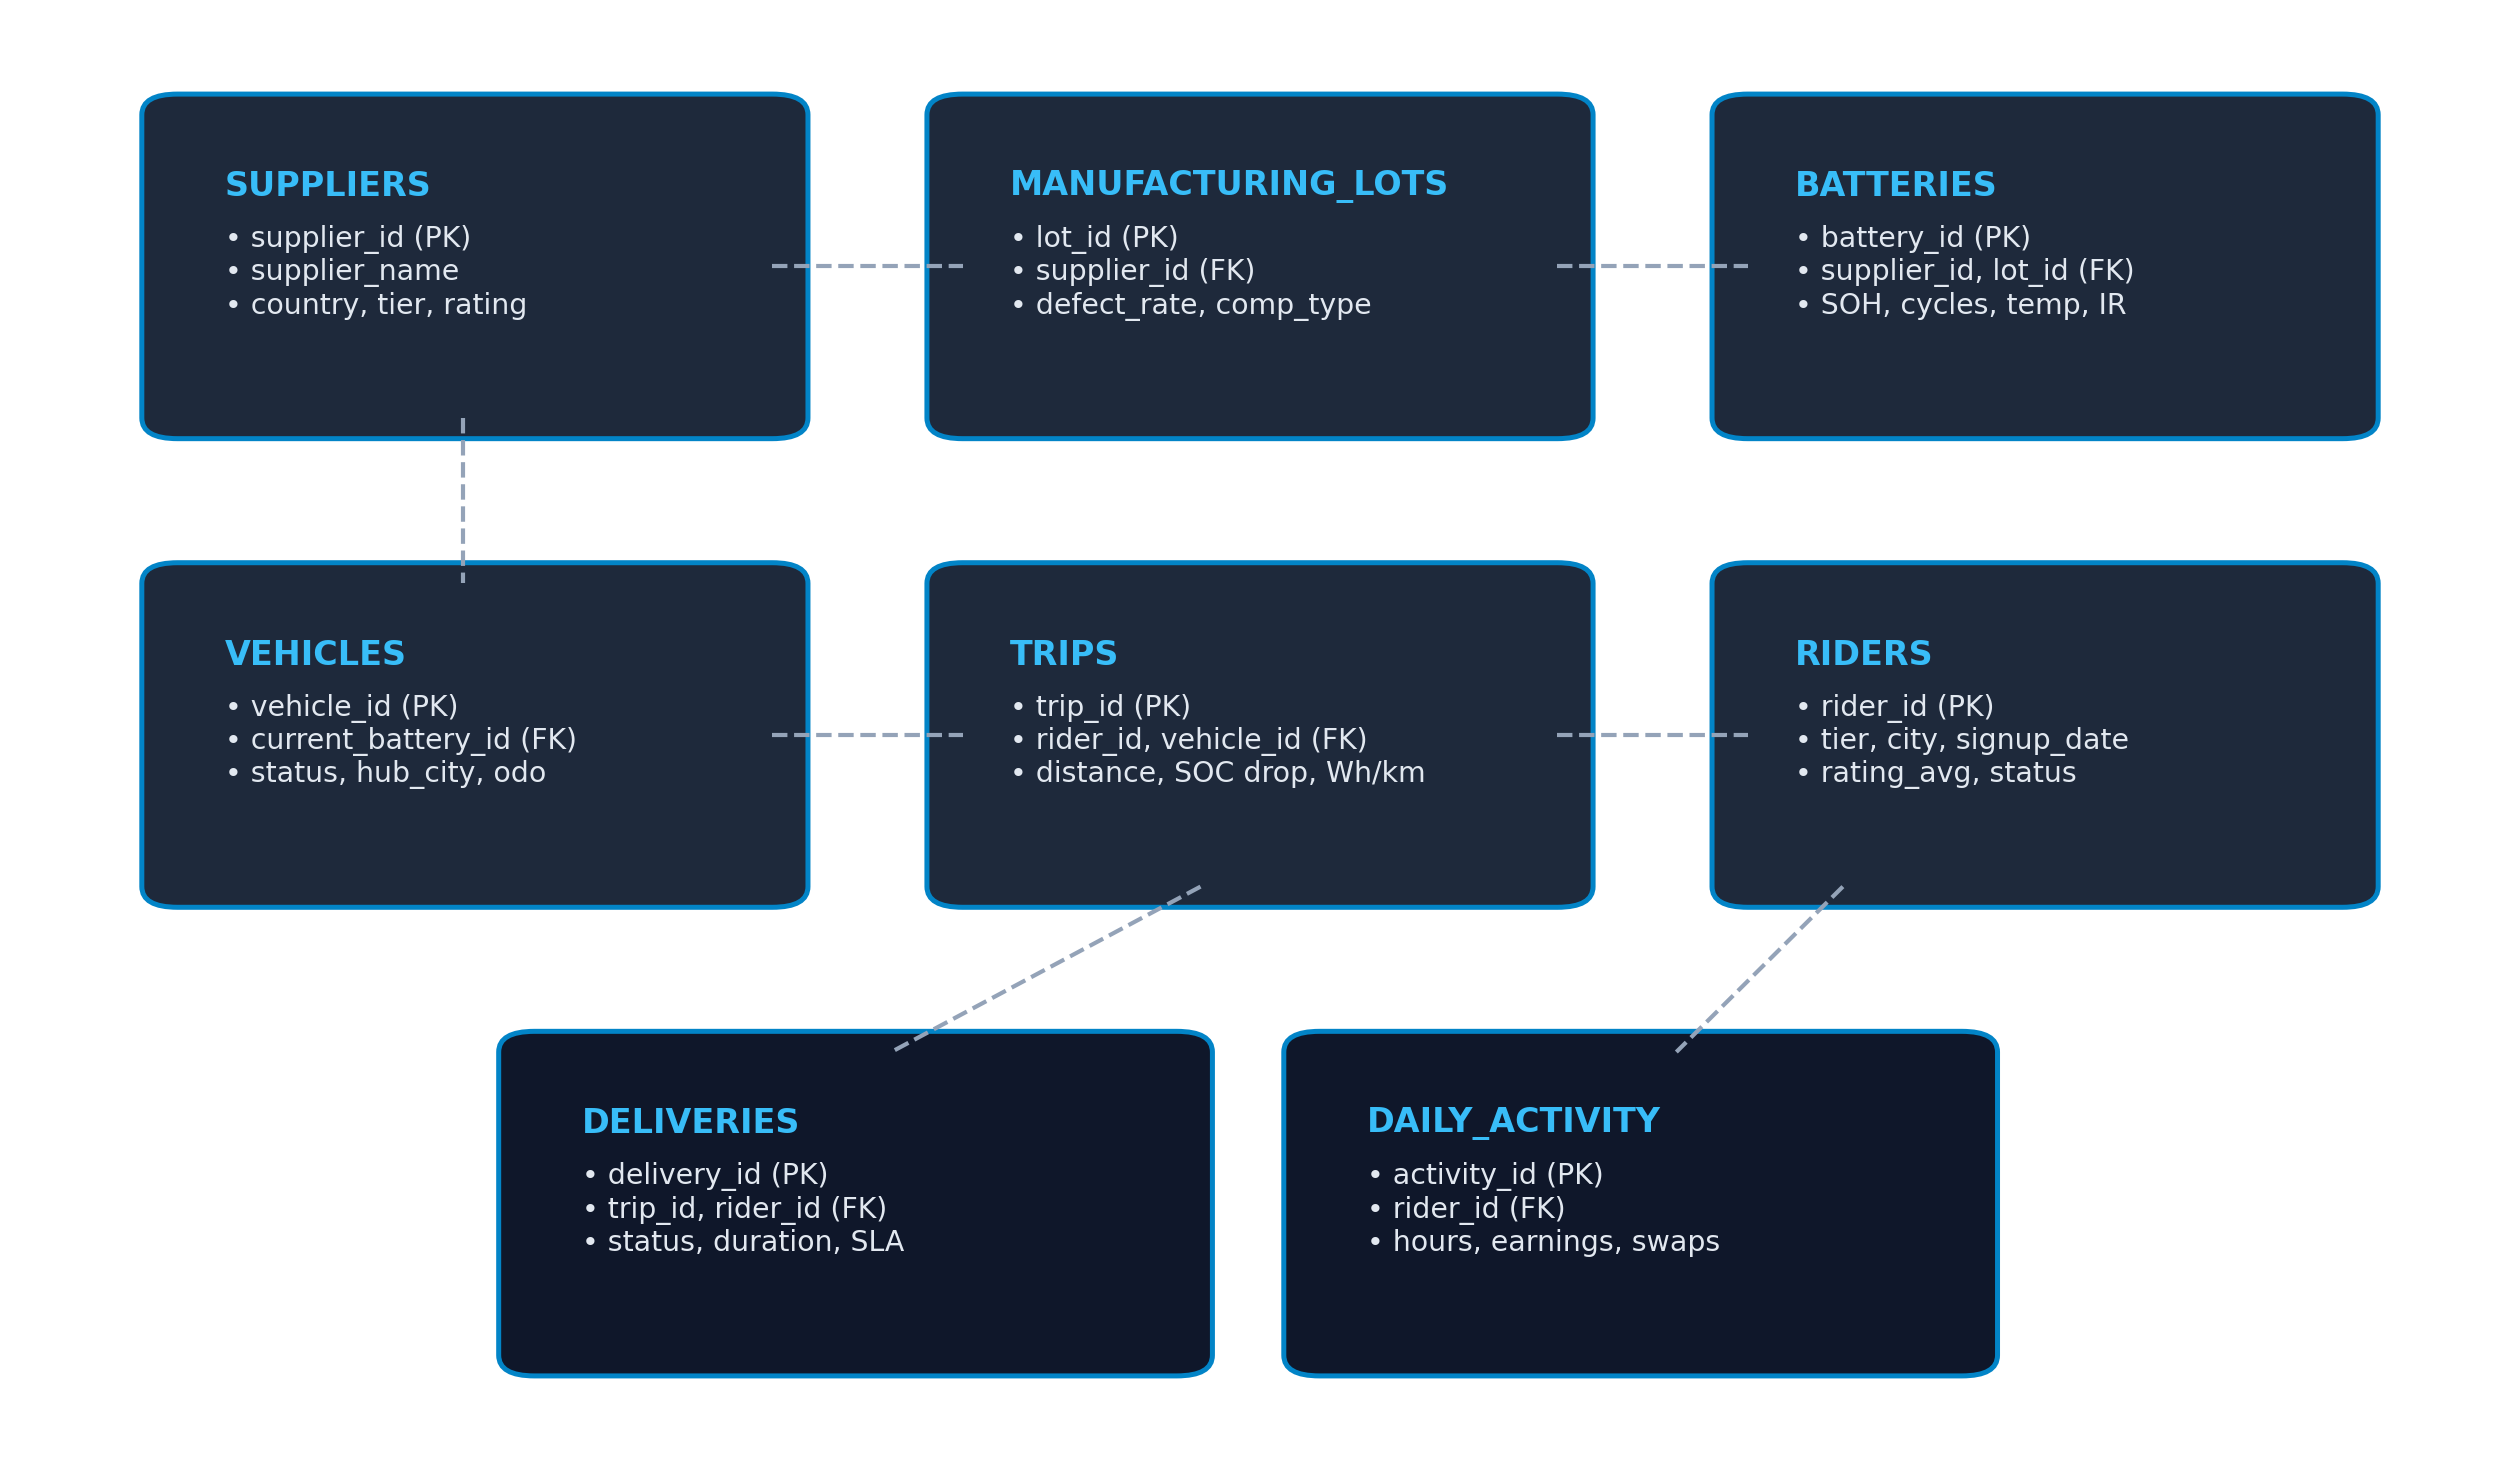 SUPPLIERS
• supplier_id (PK)
• supplier_name
• country, tier, rating
MANUFACTURING_LOTS
• lot_id (PK)
• supplier_id (FK)
• defect_rate, comp_type
BATTERIES
• battery_id (PK)
• supplier_id, lot_id (FK)
• SOH, cycles, temp, IR
VEHICLES
• vehicle_id (PK)
• current_battery_id (FK)
• status, hub_city, odo
TRIPS
• trip_id (PK)
• rider_id, vehicle_id (FK)
• distance, SOC drop, Wh/km
RIDERS
• rider_id (PK)
• tier, city, signup_date
• rating_avg, status
DELIVERIES
• delivery_id (PK)
• trip_id, rider_id (FK)
• status, duration, SLA
DAILY_ACTIVITY
• activity_id (PK)
• rider_id (FK)
• hours, earnings, swaps